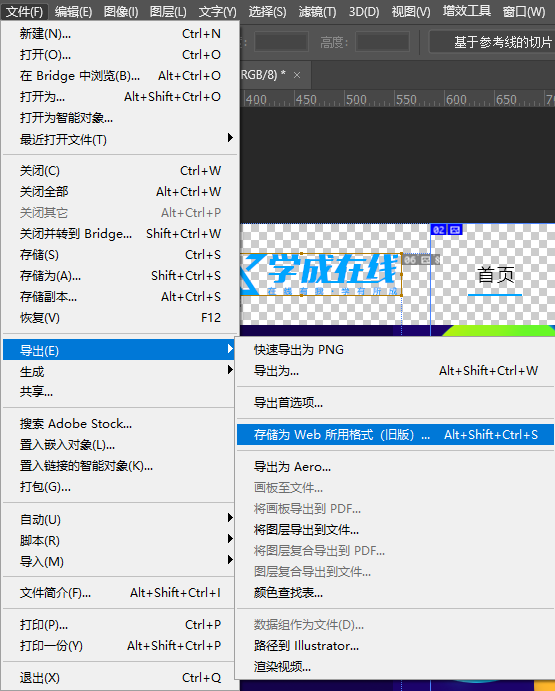 文件(F) 编辑(E) 图像(I) 图层(L) 文字(Y) 选择(S) 滤镜(T) 3D(D) 视图(V) 增效工具 窗口(W)
高度: 基于参考线的切片
RGB/8) * ×
400 450 500 550 600 650
新建(N)... Ctrl+N
打开(O)... Ctrl+O
在 Bridge 中浏览(B)... Alt+Ctrl+O
打开为... Alt+Shift+Ctrl+O
打开为智能对象...
最近打开文件(T)
关闭(C) Ctrl+W
关闭全部 Alt+Ctrl+W
关闭其它 Alt+Ctrl+P
关闭并转到 Bridge... Shift+Ctrl+W
存储(S) Ctrl+S
存储为(A)... Shift+Ctrl+S
存储副本... Alt+Ctrl+S
恢复(V) F12
导出(E)
生成
共享...
搜索 Adobe Stock...
置入嵌入对象(L)...
置入链接的智能对象(K)...
打包(G)...
自动(U)
脚本(R)
导入(M)
文件简介(F)... Alt+Shift+Ctrl+I
打印(P)... Ctrl+P
打印一份(Y) Alt+Shift+Ctrl+P
退出(X) Ctrl+Q
02
学成在线
06
首页
快速导出为 PNG
导出为... Alt+Shift+Ctrl+W
导出首选项...
存储为 Web 所用格式（旧版）... Alt+Shift+Ctrl+S
导出为 Aero...
画板至文件...
将画板导出到 PDF...
将图层导出到文件...
将图层复合导出到 PDF...
图层复合导出到文件...
颜色查找表...
数据组作为文件(D)...
路径到 Illustrator...
渲染视频...